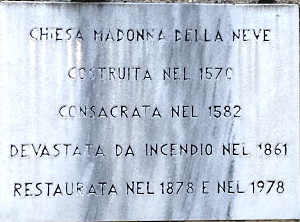 CHIESA MADONNA DELLA NEVE
COSTRUITA NEL 1570
CONSACRATA NEL 1582
DEVASTATA DA INCENDIO NEL 1861
RESTAURATA NEL 1878 E NEL 1978